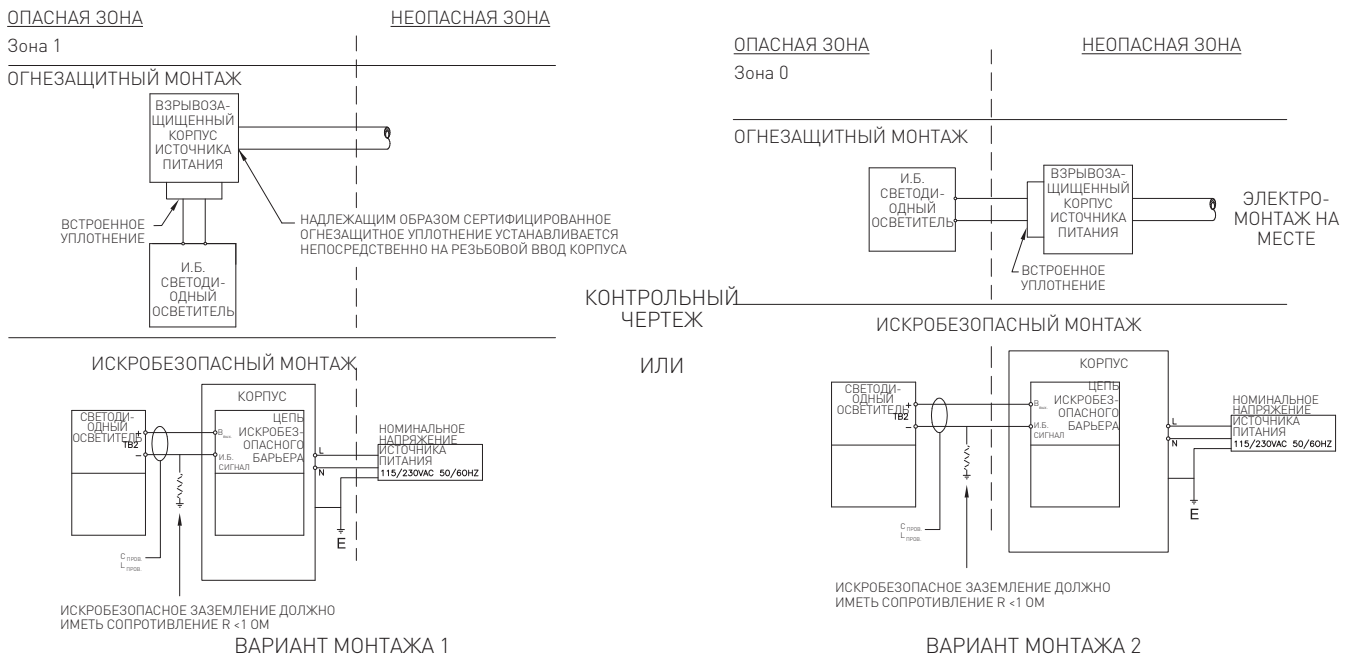 ОПАСНАЯ ЗОНА
НЕОПАСНАЯ ЗОНА
Зона 1
ОГНЕЗАЩИТНЫЙ МОНТАЖ
ВЗРЫВОЗА-
ЩИЩЕННЫЙ
КОРПУС
ИСТОЧНИКА
ПИТАНИЯ
ВСТРОЕННОЕ
УПЛОТНЕНИЕ
НАДЛЕЖАЩИМ ОБРАЗОМ СЕРТИФИЦИРОВАННОЕ
ОГНЕЗАЩИТНОЕ УПЛОТНЕНИЕ УСТАНАВЛИВАЕТСЯ
НЕПОСРЕДСТВЕННО НА РЕЗЬБОВОЙ ВВОД КОРПУСА
И.Б.
СВЕТОДИ-
ОДНЫЙ
ОСВЕТИТЕЛЬ
ИСКРОБЕЗОПАСНЫЙ МОНТАЖ
КОРПУС
СВЕТОДИ-
ОДНЫЙ
ОСВЕТИТЕЛЬ
+
TB2
–
В вых.
И.Б.
СИГНАЛ
ЦЕПЬ
ИСКРОБЕЗ-
ОПАСНОГО
БАРЬЕРА
L
N
НОМИНАЛЬНОЕ
НАПРЯЖЕНИЕ
ИСТОЧНИКА
ПИТАНИЯ
115/230VAC 50/60HZ
E
C ПРОВ.
L ПРОВ.
ИСКРОБЕЗОПАСНОЕ ЗАЗЕМЛЕНИЕ ДОЛЖНО
ИМЕТЬ СОПРОТИВЛЕНИЕ R <1 ОМ
ВАРИАНТ МОНТАЖА 1
КОНТРОЛЬНЫЙ
ЧЕРТЕЖ
ИЛИ
ОПАСНАЯ ЗОНА
НЕОПАСНАЯ ЗОНА
Зона 0
ОГНЕЗАЩИТНЫЙ МОНТАЖ
И.Б.
СВЕТОДИ-
ОДНЫЙ
ОСВЕТИТЕЛЬ
ВЗРЫВОЗА-
ЩИЩЕННЫЙ
КОРПУС
ИСТОЧНИКА
ПИТАНИЯ
ЭЛЕКТРО-
МОНТАЖ НА
МЕСТЕ
ВСТРОЕННОЕ
УПЛОТНЕНИЕ
ИСКРОБЕЗОПАСНЫЙ МОНТАЖ
КОРПУС
СВЕТОДИ-
ОДНЫЙ
ОСВЕТИТЕЛЬ
+
TB2
–
В вых.
И.Б.
СИГНАЛ
ЦЕПЬ
ИСКРОБЕЗ-
ОПАСНОГО
БАРЬЕРА
L
N
НОМИНАЛЬНОЕ
НАПРЯЖЕНИЕ
ИСТОЧНИКА
ПИТАНИЯ
115/230VAC 50/60HZ
E
C ПРОВ.
L ПРОВ.
ИСКРОБЕЗОПАСНОЕ ЗАЗЕМЛЕНИЕ ДОЛЖНО
ИМЕТЬ СОПРОТИВЛЕНИЕ R <1 ОМ
ВАРИАНТ МОНТАЖА 2